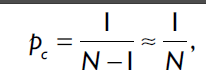 p_c = 1/(N-1) ≈ 1/N,